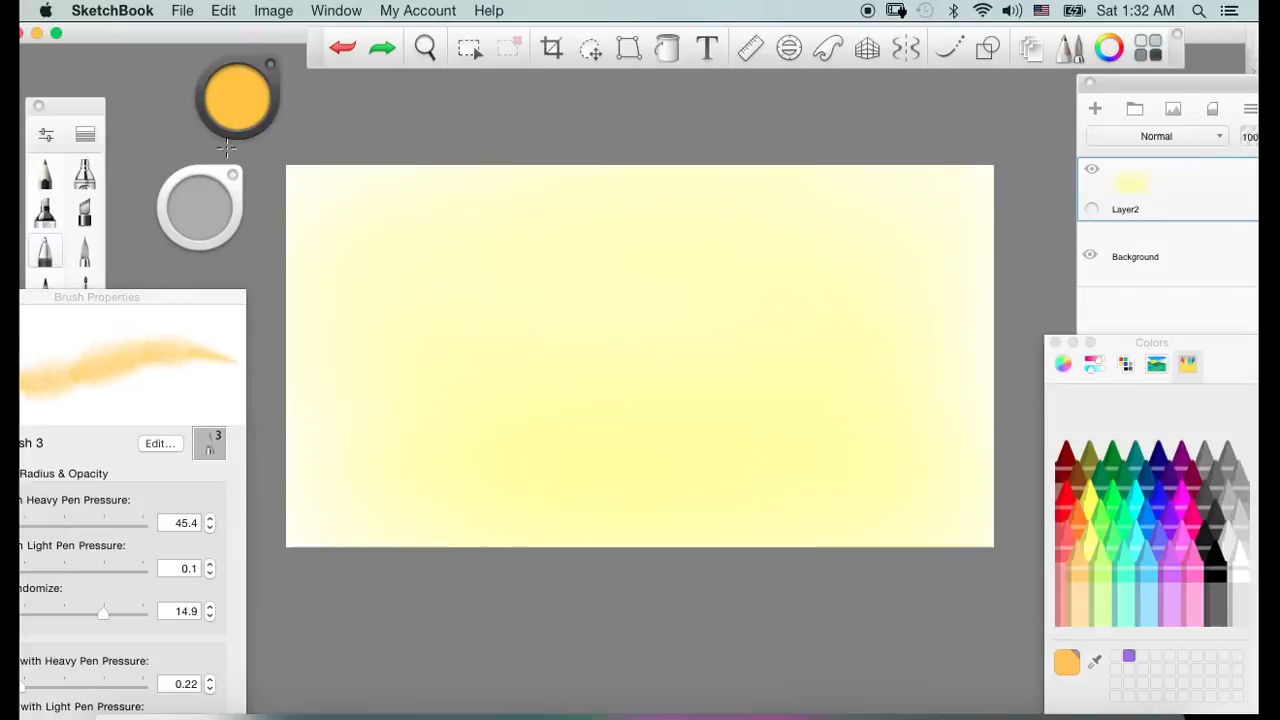 SketchBook File Edit Image Window My Account Help Sat 1:32 AM
T
Normal 100
Layer2
Background
Brush Properties
sh 3 Edit... 3
Radius & Opacity
Heavy Pen Pressure:
45.4
Light Pen Pressure:
0.1
ndomize:
14.9
with Heavy Pen Pressure:
0.22
with Light Pen Pressure:
Colors